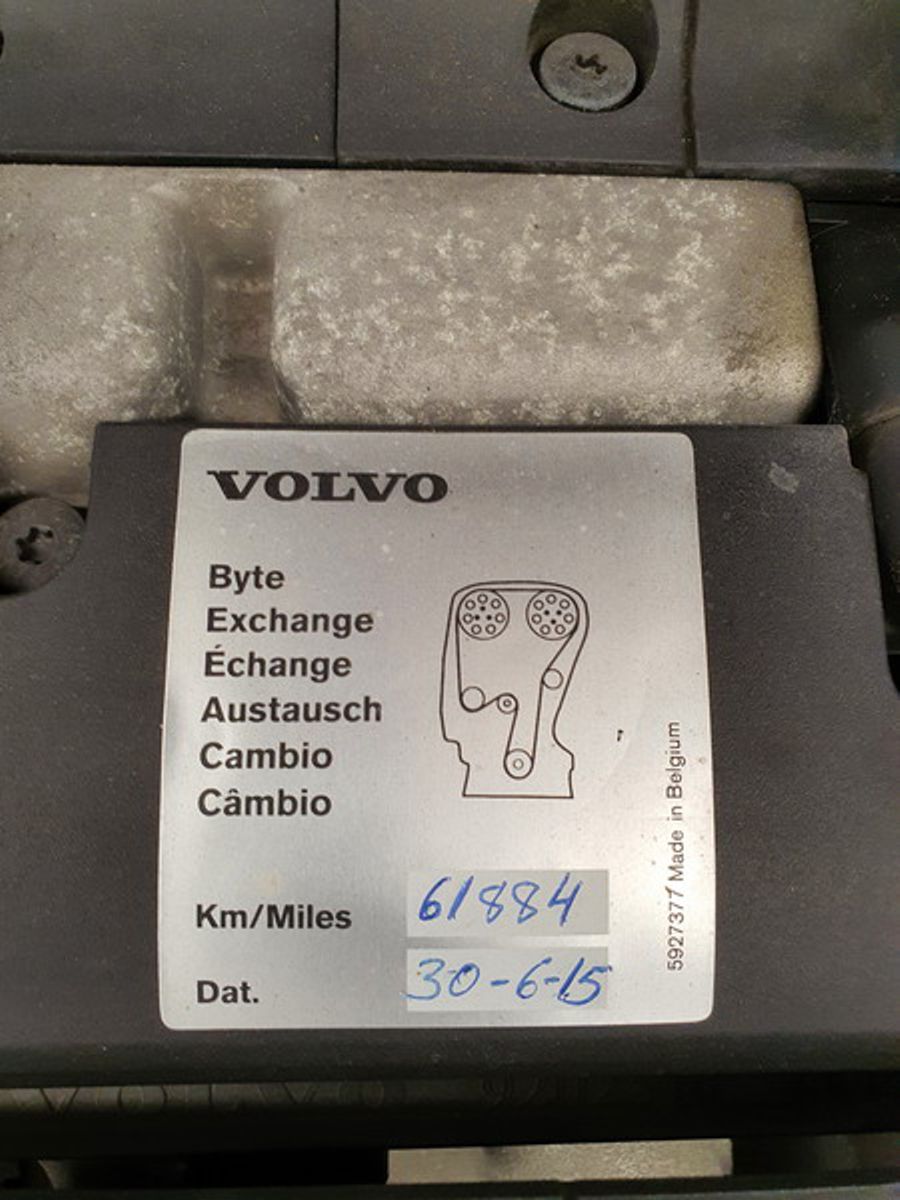 VOLVO
Byte
Exchange
Échange
Austausch
Cambio
Câmbio
Km/Miles 61884
Dat. 30-6-15
5927377 Made in Belgium